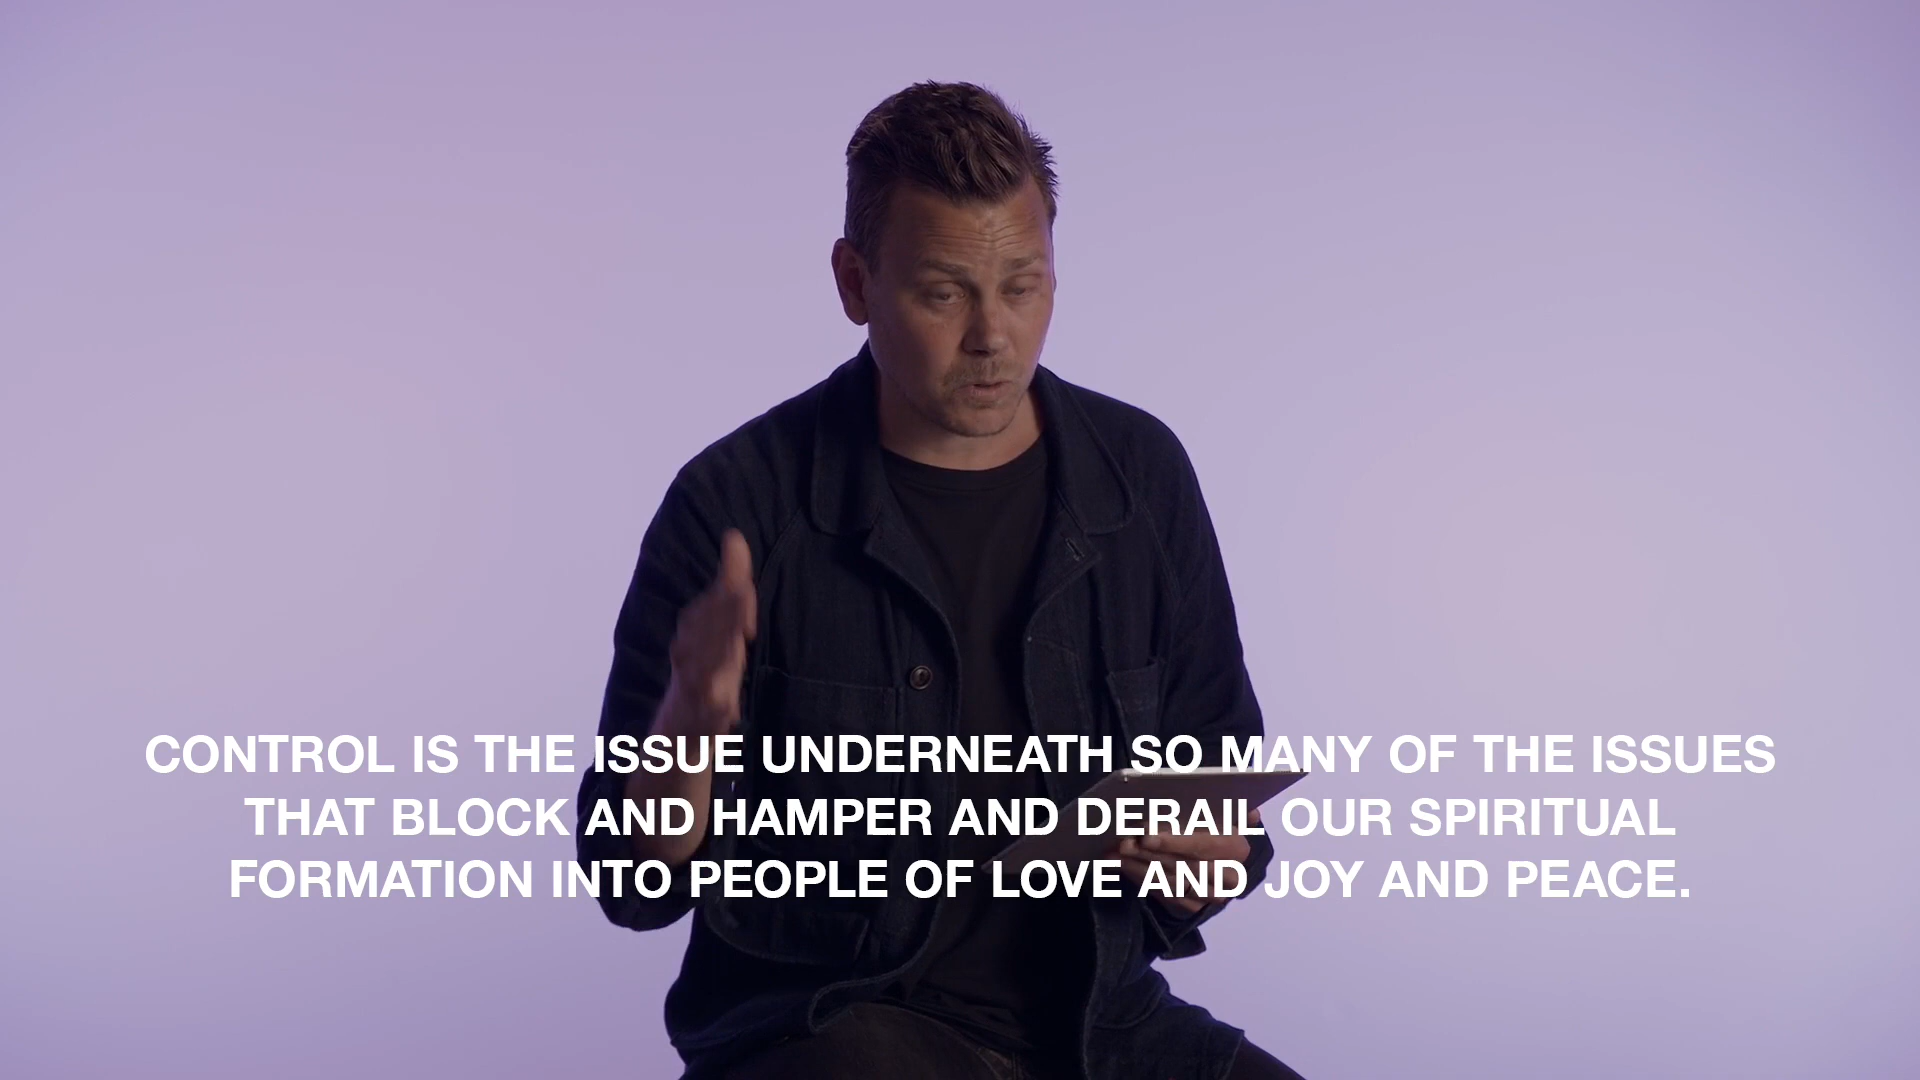 CONTROL IS THE ISSUE UNDERNEATH SO MANY OF THE ISSUES
THAT BLOCK AND HAMPER AND DERAIL OUR SPIRITUAL
FORMATION INTO PEOPLE OF LOVE AND JOY AND PEACE.